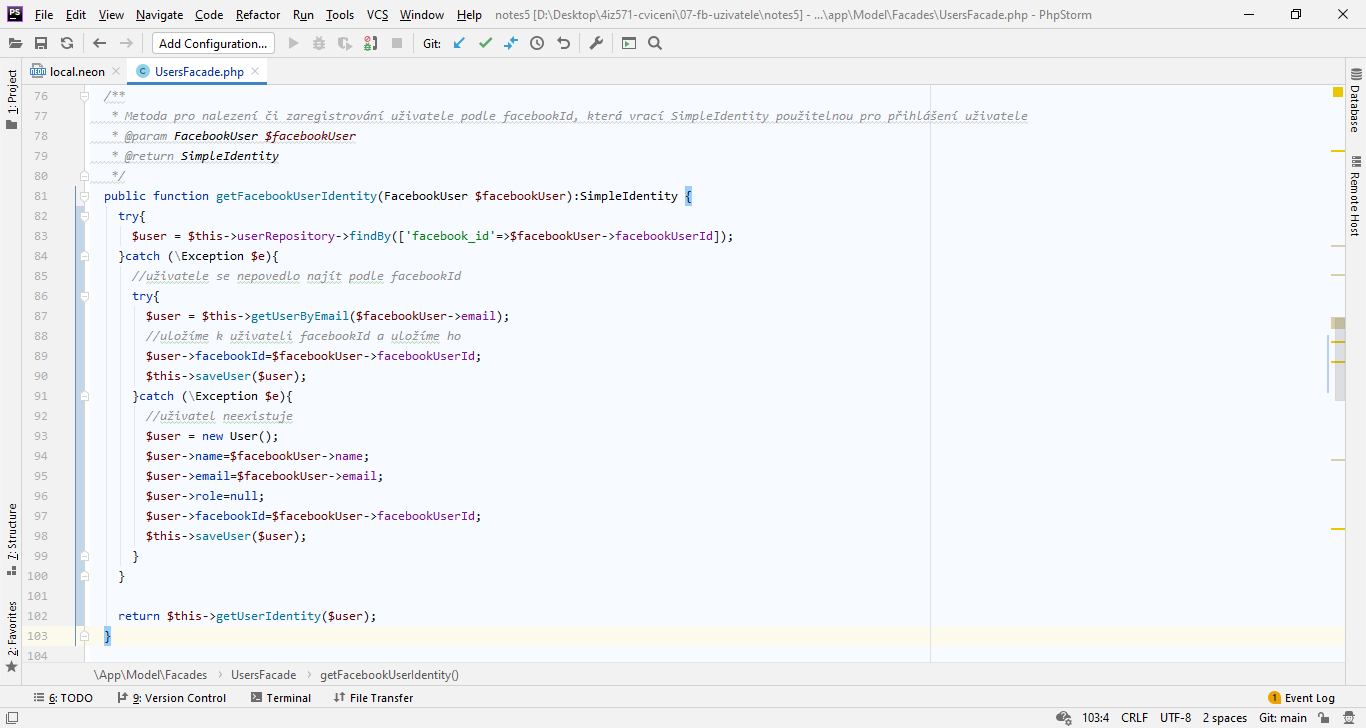 PS File Edit View Navigate Code Refactor Run Tools VCS Window Help notes5 [D:\Desktop\4iz571-cviceni\07-fb-uzivatele\notes5] - ...\app\Model\Facades\UsersFacade.php - PhpStorm
Add Configuration... Git:
local.neon C UsersFacade.php
1: Project
7: Structure
2: Favorites
Database
Remote Host
76 /**
77 * Metoda pro nalezení či zaregistrování uživatele podle facebookId, která vrací SimpleIdentity použitelnou pro přihlášení uživatele
78 * @param FacebookUser $facebookUser
79 * @return SimpleIdentity
80 */
81 public function getFacebookUserIdentity(FacebookUser $facebookUser):SimpleIdentity {
82 try{
83 $user = $this->userRepository->findBy(['facebook_id'=>$facebookUser->facebookUserId]);
84 }catch (\Exception $e){
85 //uživatele se nepovedlo najít podle facebookId
86 try{
87 $user = $this->getUserByEmail($facebookUser->email);
88 //uložíme k uživateli facebookId a uložíme ho
89 $user->facebookId=$facebookUser->facebookUserId;
90 $this->saveUser($user);
91 }catch (\Exception $e){
92 //uživatel neexistuje
93 $user = new User();
94 $user->name=$facebookUser->name;
95 $user->email=$facebookUser->email;
96 $user->role=null;
97 $user->facebookId=$facebookUser->facebookUserId;
98 $this->saveUser($user);
99 }
100 }
101
102 return $this->getUserIdentity($user);
103 }
104
\App\Model\Facades UsersFacade getFacebookUserIdentity()
6: TODO 9: Version Control Terminal File Transfer 1 Event Log
103:4 CRLF UTF-8 2 spaces Git: main